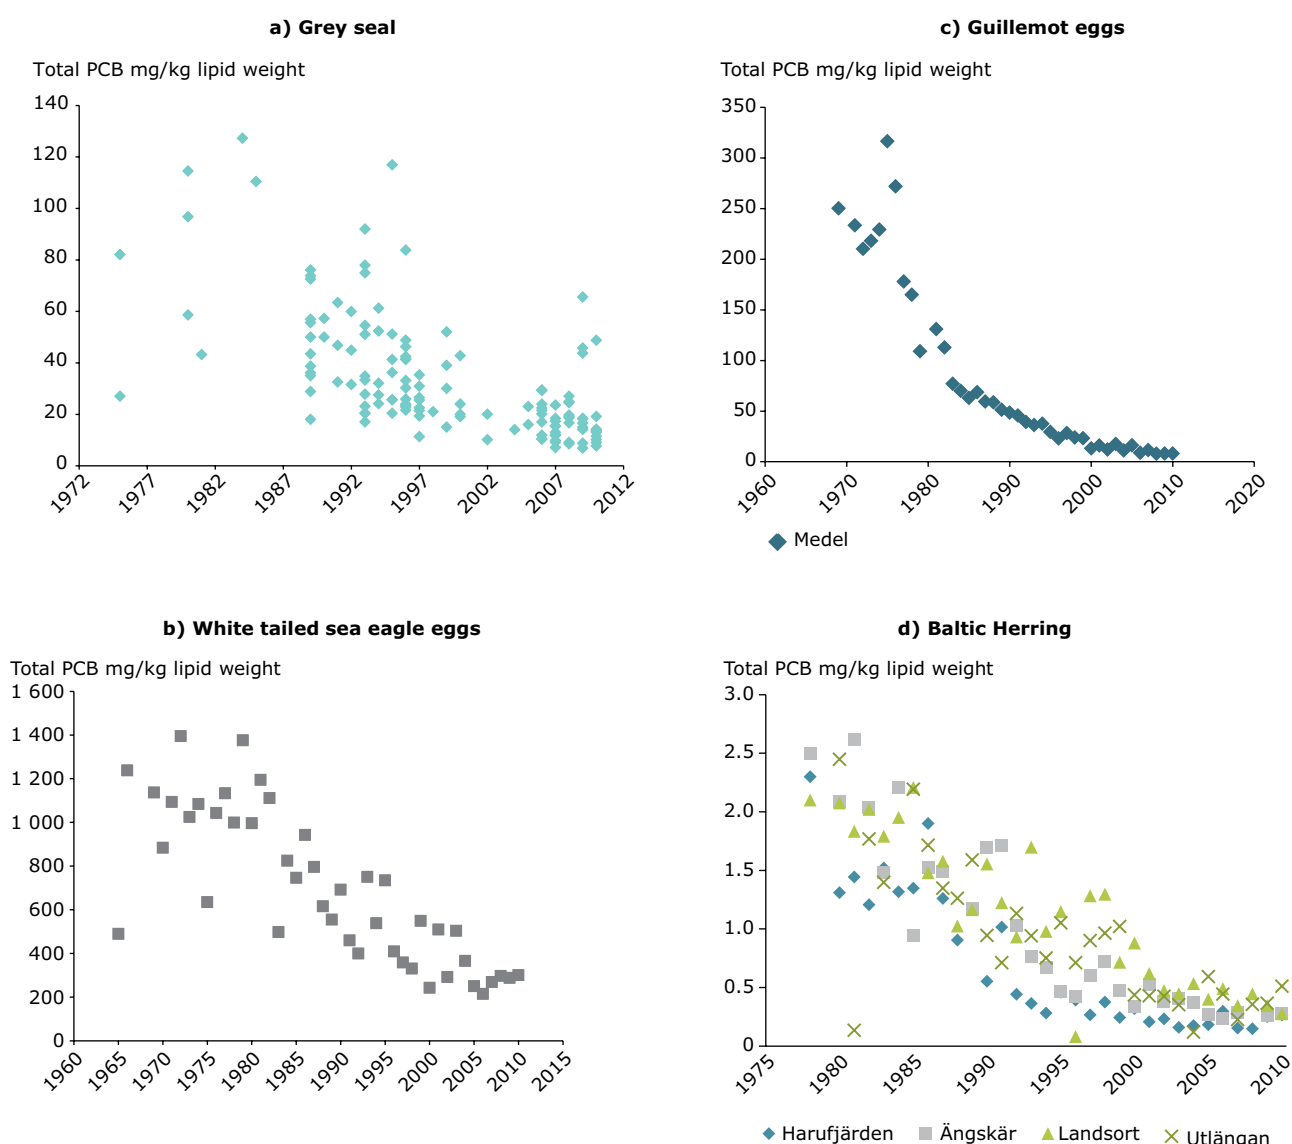 a) Grey seal
Total PCB mg/kg lipid weight
140
120
100
80
60
40
20
0
1972 1977 1982 1987 1992 1997 2002 2007 2012
c) Guillemot eggs
Total PCB mg/kg lipid weight
350
300
250
200
150
100
50
0
1960 1970 1980 1990 2000 2010 2020
Medel
b) White tailed sea eagle eggs
Total PCB mg/kg lipid weight
1 600
1 400
1 200
1 000
800
600
400
200
0
1960 1965 1970 1975 1980 1985 1990 1995 2000 2005 2010 2015
d) Baltic Herring
Total PCB mg/kg lipid weight
3.0
2.5
2.0
1.5
1.0
0.5
0
1975 1980 1985 1990 1995 2000 2005 2010
Harufjärden Ängskär Landsort Utlängan